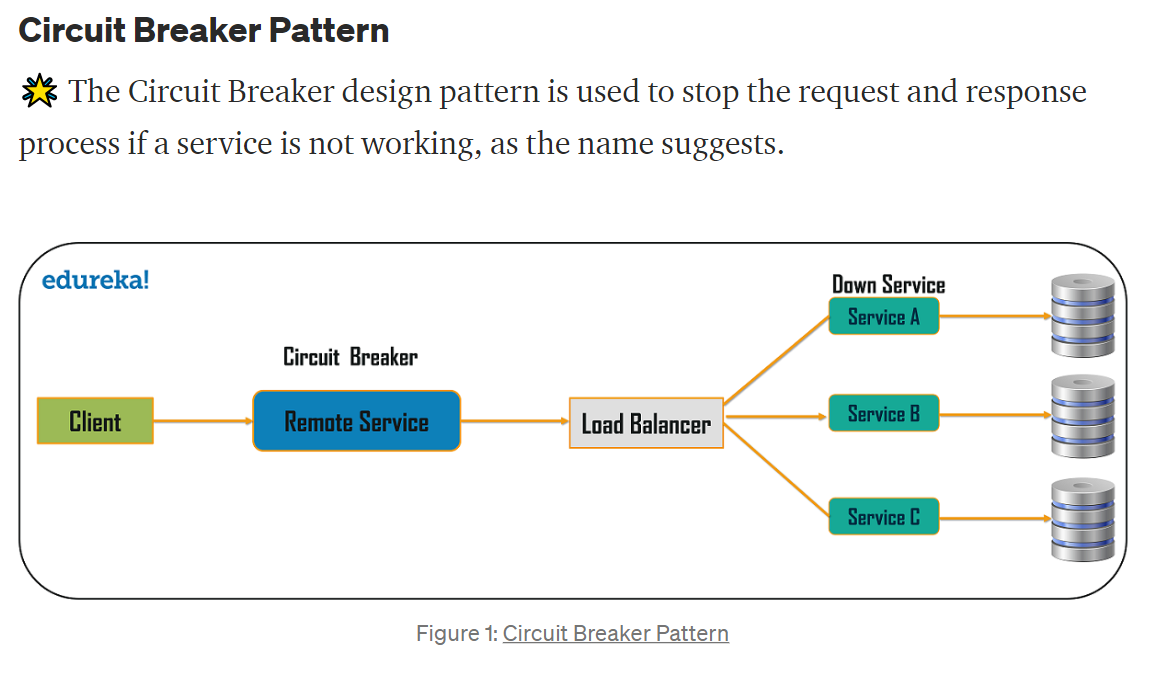 Circuit Breaker Pattern
The Circuit Breaker design pattern is used to stop the request and response
process if a service is not working, as the name suggests.
edureka!
Down Service
Service A
Circuit Breaker
Client
Remote Service
Load Balancer
Service B
Service C
Figure 1: Circuit Breaker Pattern